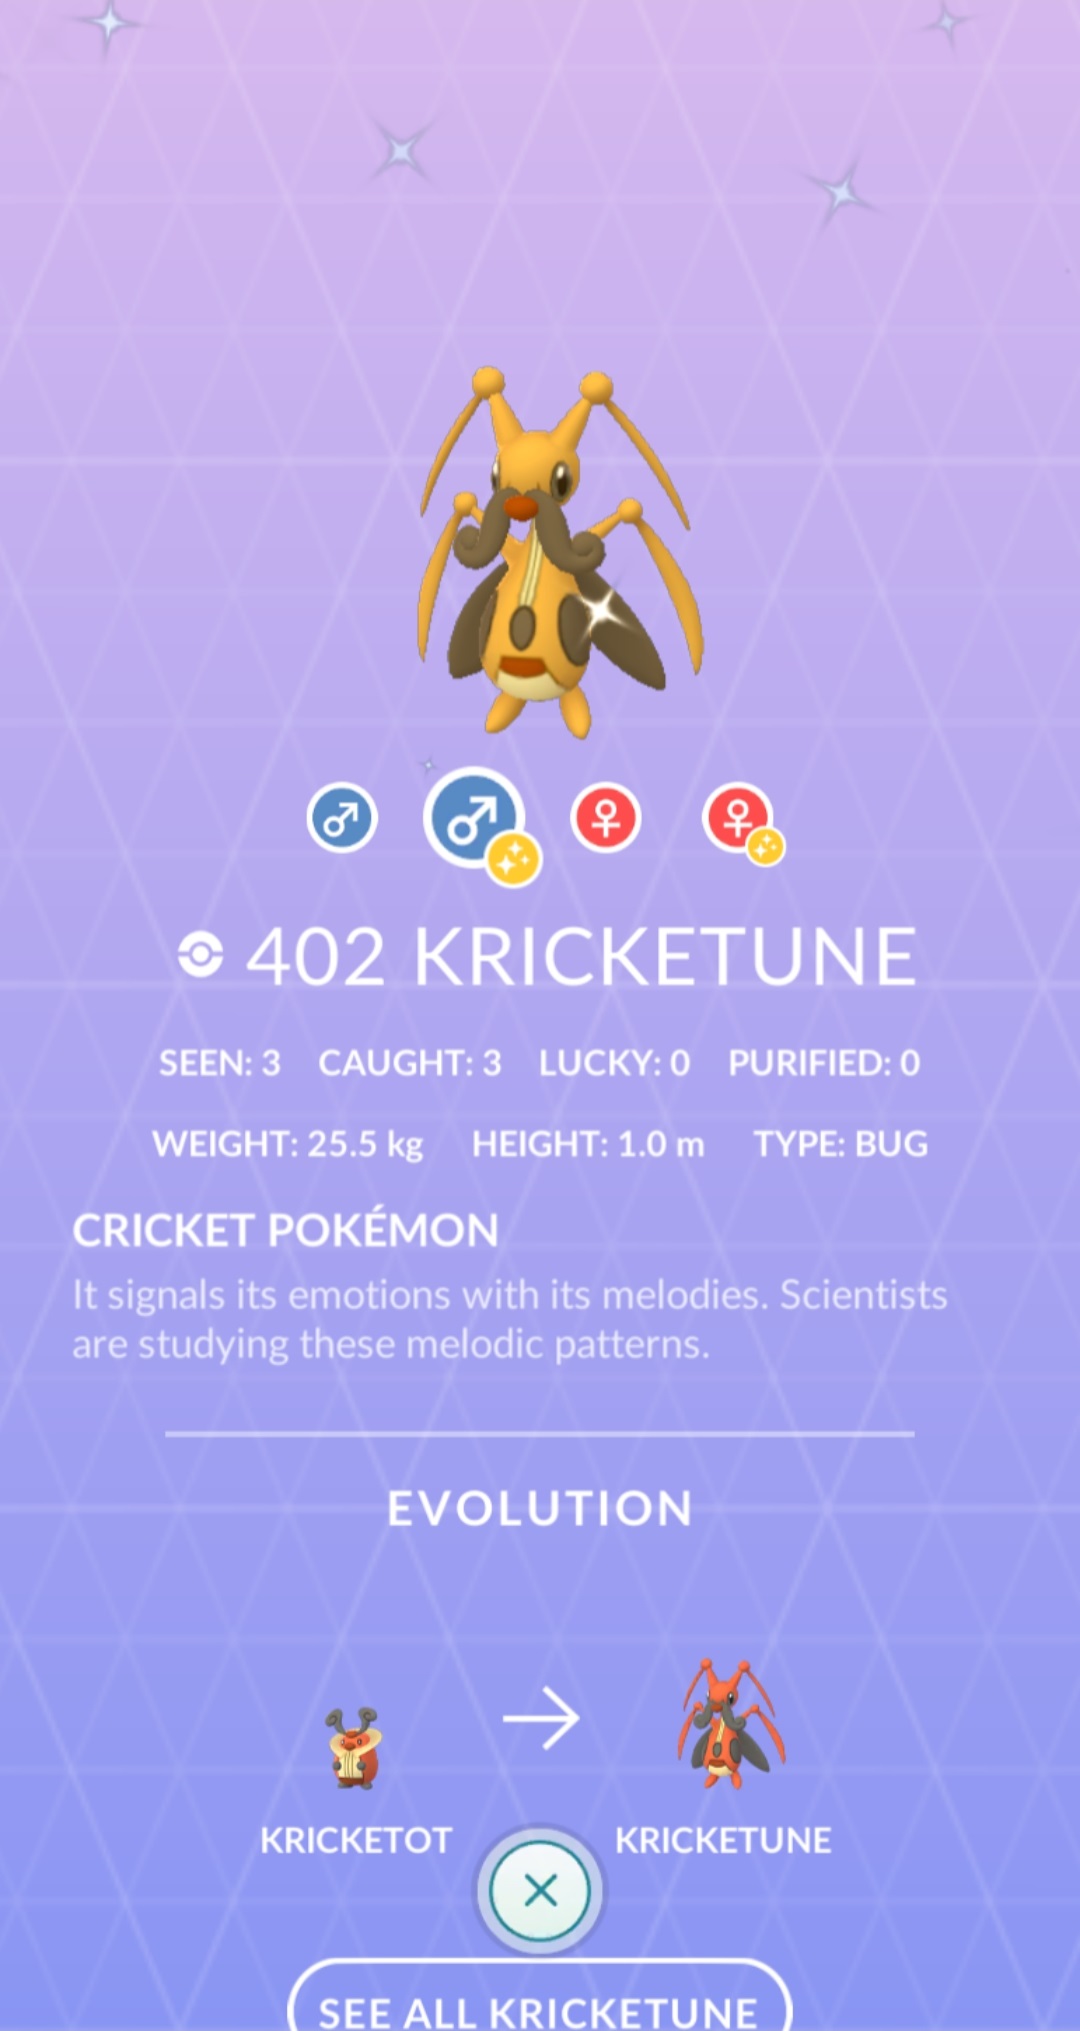 402 KRICKETUNE
SEEN: 3 CAUGHT: 3 LUCKY: 0 PURIFIED: 0
WEIGHT: 25.5 kg HEIGHT: 1.0 m TYPE: BUG
CRICKET POKÉMON
It signals its emotions with its melodies. Scientists
are studying these melodic patterns.
EVOLUTION
KRICKETOT KRICKETUNE
SEE ALL KRICKETUNE